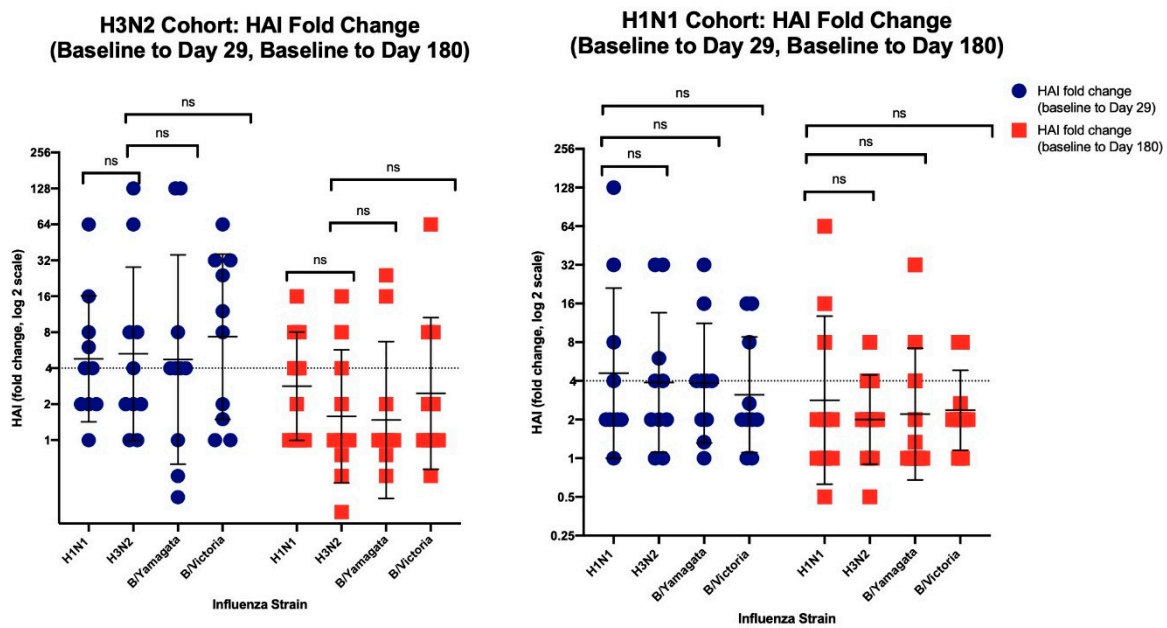 H3N2 Cohort: HAI Fold Change
(Baseline to Day 29, Baseline to Day 180)
ns
ns
ns
ns
ns
ns
256
128
64
32
16
8
4
2
1
HAI (fold change, log 2 scale)
H1N1
H3N2
B/Yamagata
B/Victoria
H1N1
H3N2
B/Yamagata
B/Victoria
Influenza Strain
H1N1 Cohort: HAI Fold Change
(Baseline to Day 29, Baseline to Day 180)
HAI fold change
(baseline to Day 29)
HAI fold change
(baseline to Day 180)
ns
ns
ns
ns
ns
ns
256
128
64
32
16
8
4
2
1
0.5
0.25
HAI (fold change, log 2 scale)
H1N1
H3N2
B/Yamagata
B/Victoria
H1N1
H3N2
B/Yamagata
B/Victoria
Influenza Strain